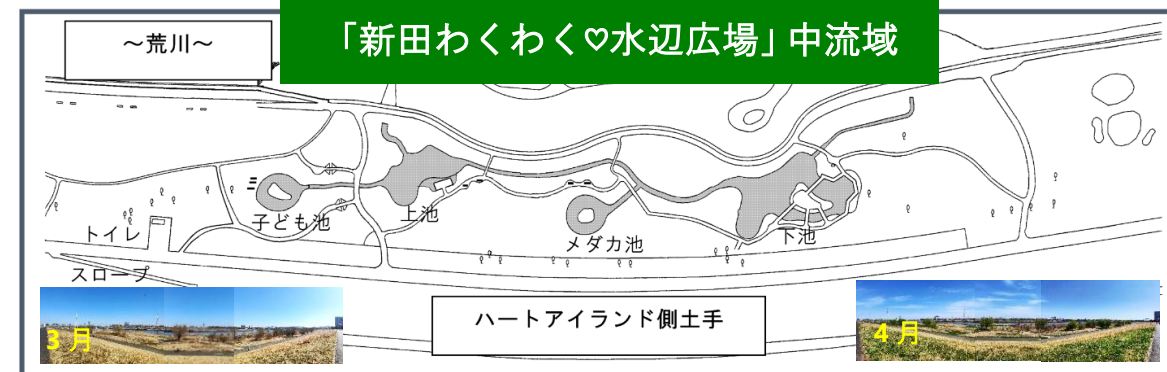 ～荒川～
「新田わくわく♡水辺広場」中流域
子ども池
上池
メダカ池
下池
トイレ
スロープ
3月
ハートアイランド側土手
4月